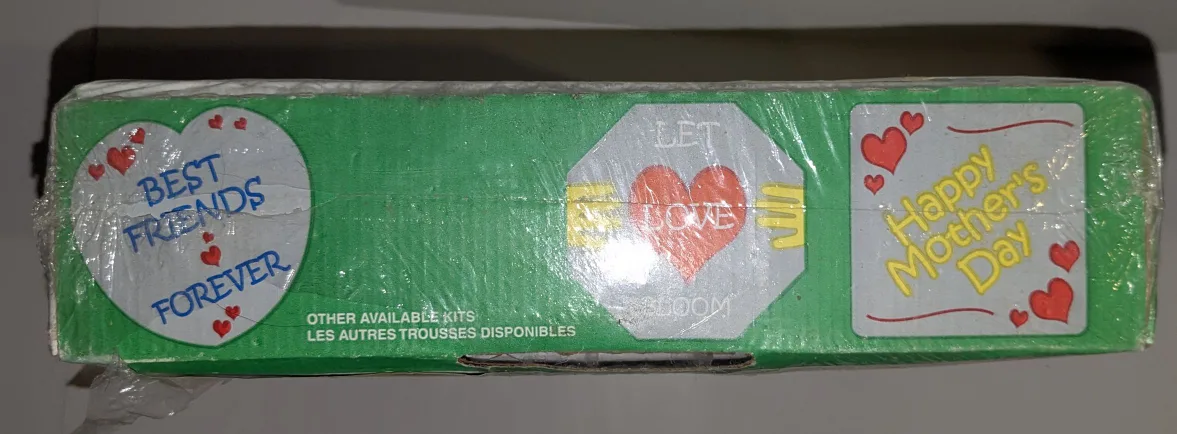 BEST
FRIENDS
FOREVER
OTHER AVAILABLE KITS
LES AUTRES TROUSSES DISPONIBLES
LET
LOVE
BLOOM
Happy
Mother's
Day